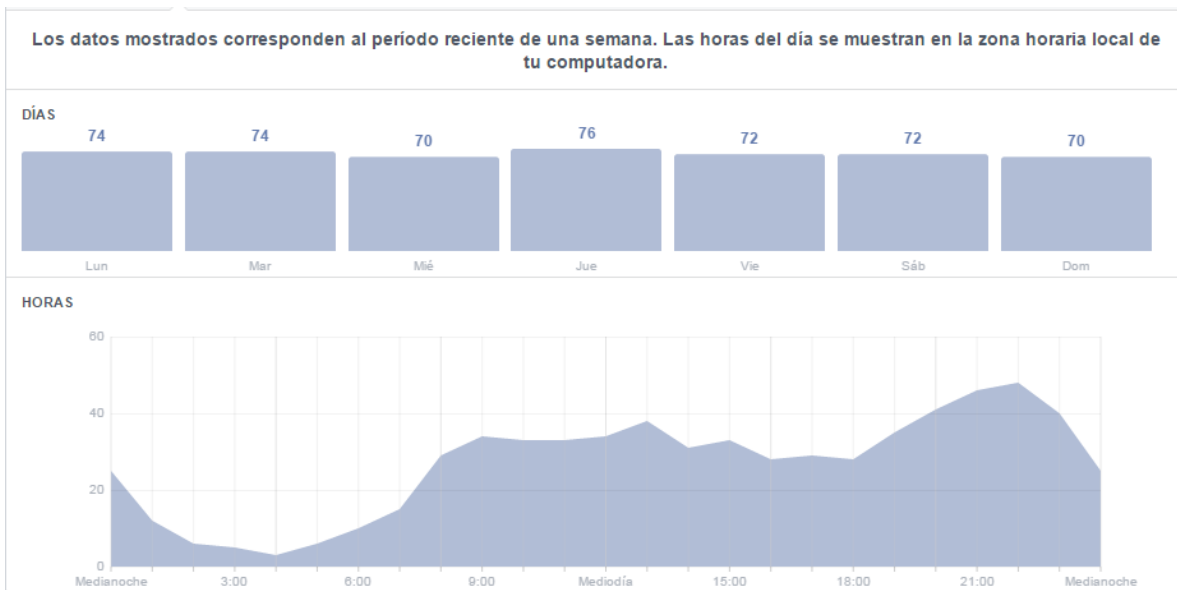 Los datos mostrados corresponden al período reciente de una semana. Las horas del día se muestran en la zona horaria local de
tu computadora.
DÍAS
74 74 70 76 72 72 70
Lun Mar Mié Jue Vie Sáb Dom
HORAS
60
40
20
0
Medianoche 3:00 6:00 9:00 Mediodía 15:00 18:00 21:00 Medianoche